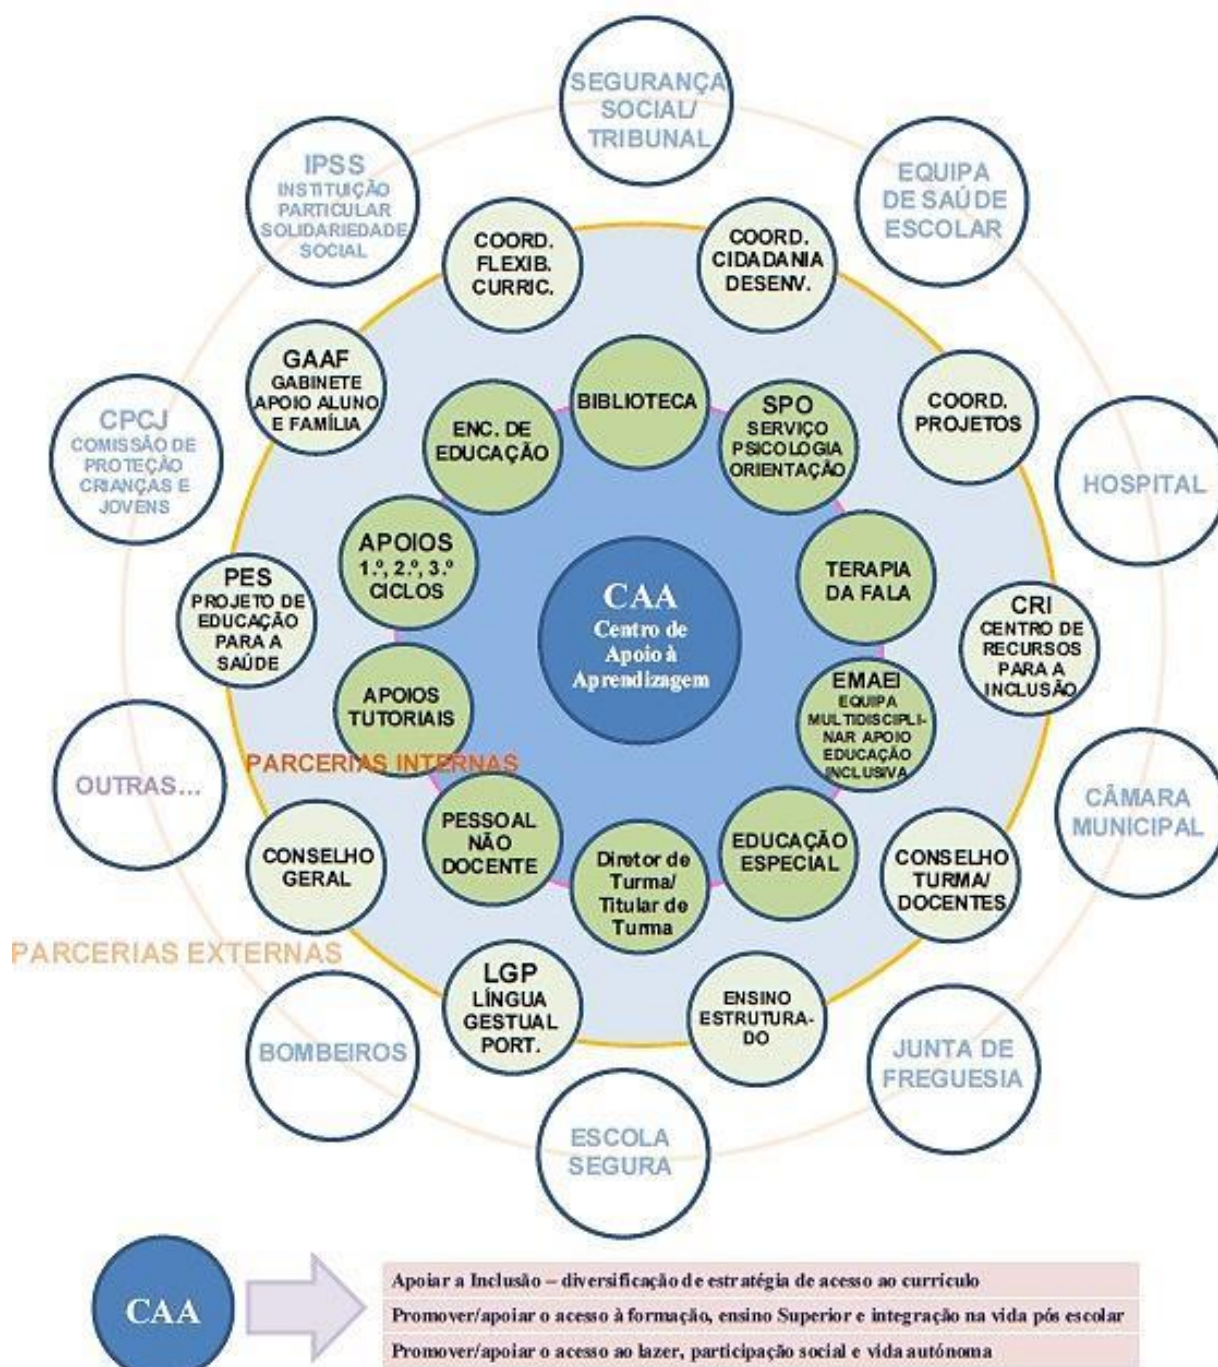 SEGURANÇA
SOCIAL/
TRIBUNAL
IPSS
INSTITUIÇÃO
PARTICULAR
SOLIDARIEDADE
SOCIAL
EQUIPA
DE SAÚDE
ESCOLAR
COORD.
FLEXIB.
CURRIC.
COORD.
CIDADANIA
DESENV.
GAAF
GABINETE
APOIO ALUNO
E FAMÍLIA
COORD.
PROJETOS
BIBLIOTECA
ENC. DE
EDUCAÇÃO
SPO
SERVIÇO
PSICOLOGIA
ORIENTAÇÃO
CPCJ
COMISSÃO DE
PROTEÇÃO
CRIANÇAS E
JOVENS
HOSPITAL
APOIOS
1.º, 2.º, 3.º
CICLOS
TERAPIA
DA FALA
CAA
Centro de
Apoio à
Aprendizagem
PES
PROJETO DE
EDUCAÇÃO
PARA A
SAÚDE
CRI
CENTRO DE
RECURSOS
PARA A
INCLUSÃO
APOIOS
TUTORIAIS
EMAEI
EQUIPA
MULTIDISCIPLI-
NAR APOIO
EDUCAÇÃO
INCLUSIVA
PARCERIAS INTERNAS
OUTRAS...
CÂMARA
MUNICIPAL
PESSOAL
NÃO
DOCENTE
EDUCAÇÃO
ESPECIAL
CONSELHO
GERAL
Diretor de
Turma/
Titular de
Turma
CONSELHO
TURMA/
DOCENTES
PARCERIAS EXTERNAS
LGP
LÍNGUA
GESTUAL
PORT.
ENSINO
ESTRUTURA-
DO
BOMBEIROS
JUNTA DE
FREGUESIA
ESCOLA
SEGURA
CAA
Apoiar a Inclusão – diversificação de estratégia de acesso ao currículo
Promover/apoiar o acesso à formação, ensino Superior e integração na vida pós escolar
Promover/apoiar o acesso ao lazer, participação social e vida autónoma